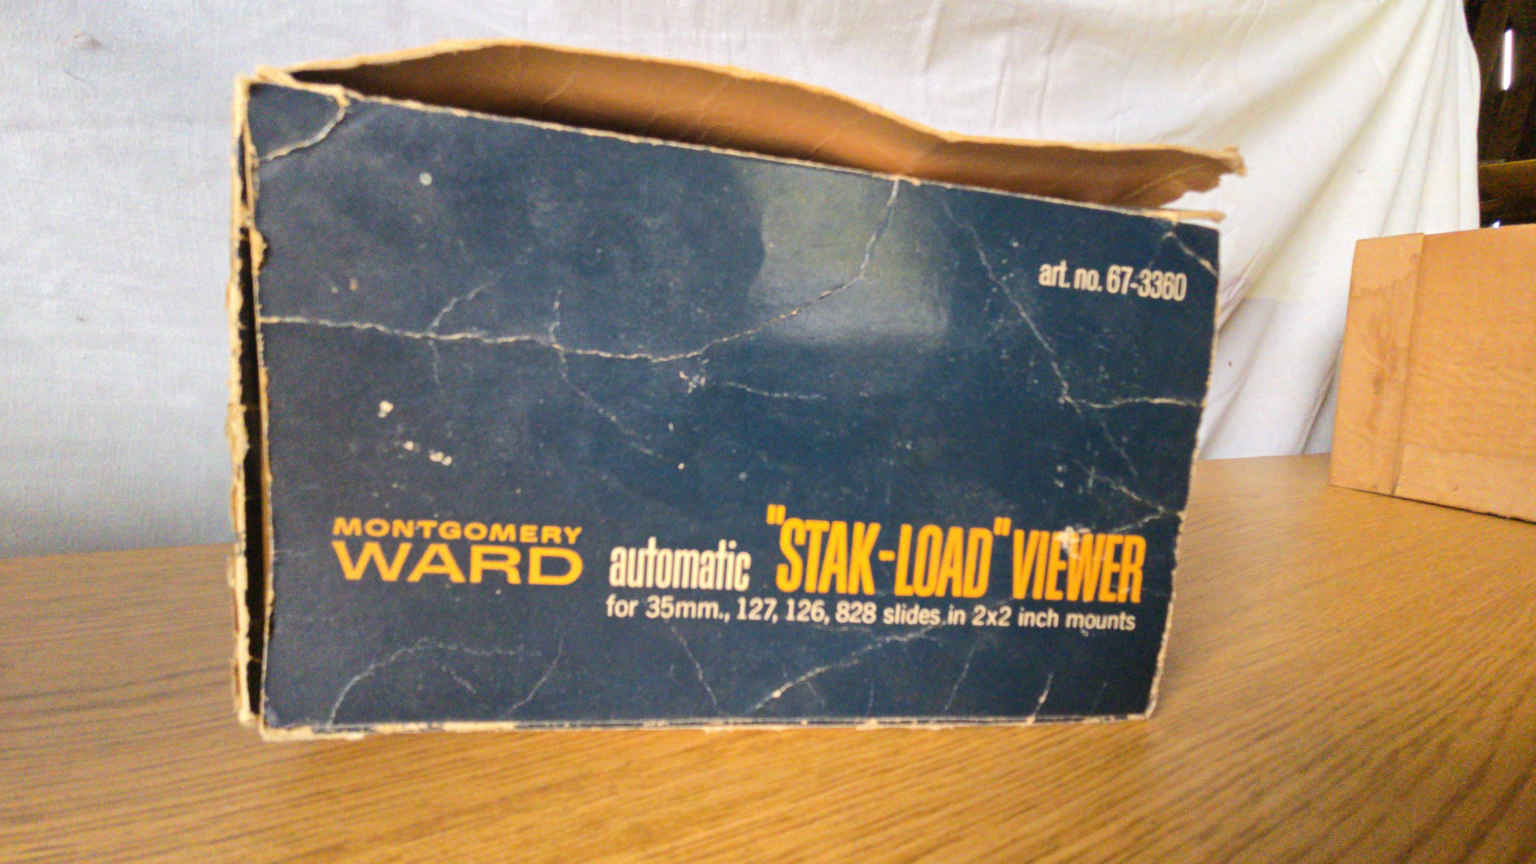 art. no. 67-3360
MONTGOMERY
WARD
automatic "STAK-LOAD" VIEWER
for 35mm., 127, 126, 828 slides in 2x2 inch mounts